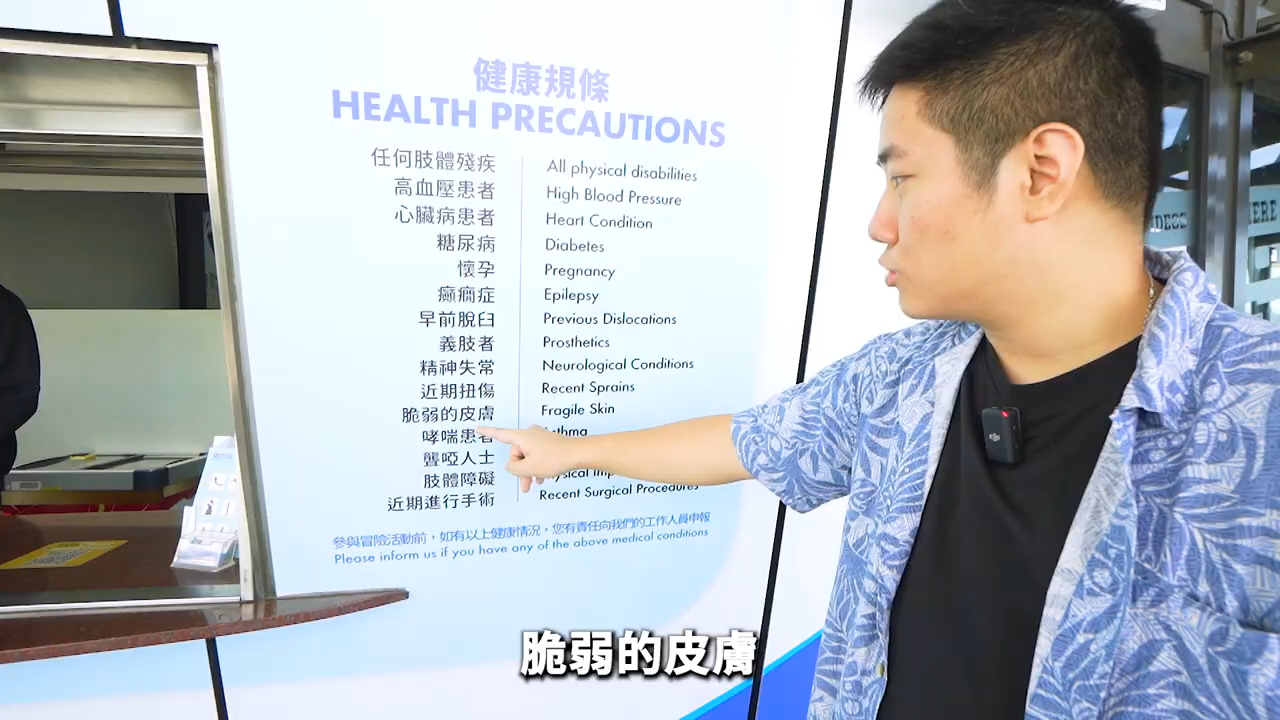 健康規條
HEALTH PRECAUTIONS
任何肢體殘疾 All physical disabilities
高血壓患者 High Blood Pressure
心臟病患者 Heart Condition
糖尿病 Diabetes
懷孕 Pregnancy
癲癇症 Epilepsy
早前脫臼 Previous Dislocations
義肢者 Prosthetics
精神失常 Neurological Conditions
近期扭傷 Recent Sprains
脆弱的皮膚 Fragile Skin
哮喘患者
聾啞人士
肢體障礙
近期進行手術 Recent Surgical Procedures
參與冒險活動前，如有以上健康情況，您有責任向我們的工作人員申報
Please inform us if you have any of the above medical conditions
脆弱的皮膚